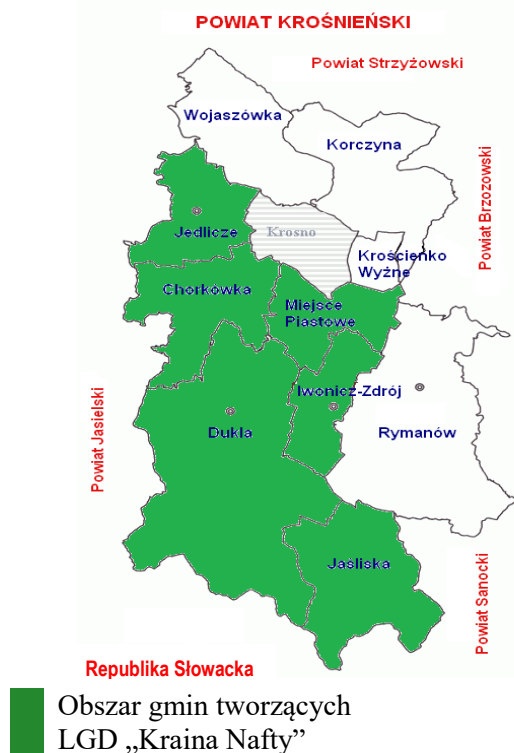 POWIAT KROŚNIEŃSKI
Powiat Strzyżowski
Wojaszówka
Korczyna
Powiat Brzozowski
Jedlicze
Krosno
Krościenko
Wyżne
Chorkówka
Miejsce
Piastowe
Iwonicz-Zdrój
Powiat Jasielski
Dukla
Rymanów
Jaśliska
Powiat Sanocki
Republika Słowacka
Obszar gmin tworzących
LGD „Kraina Nafty”